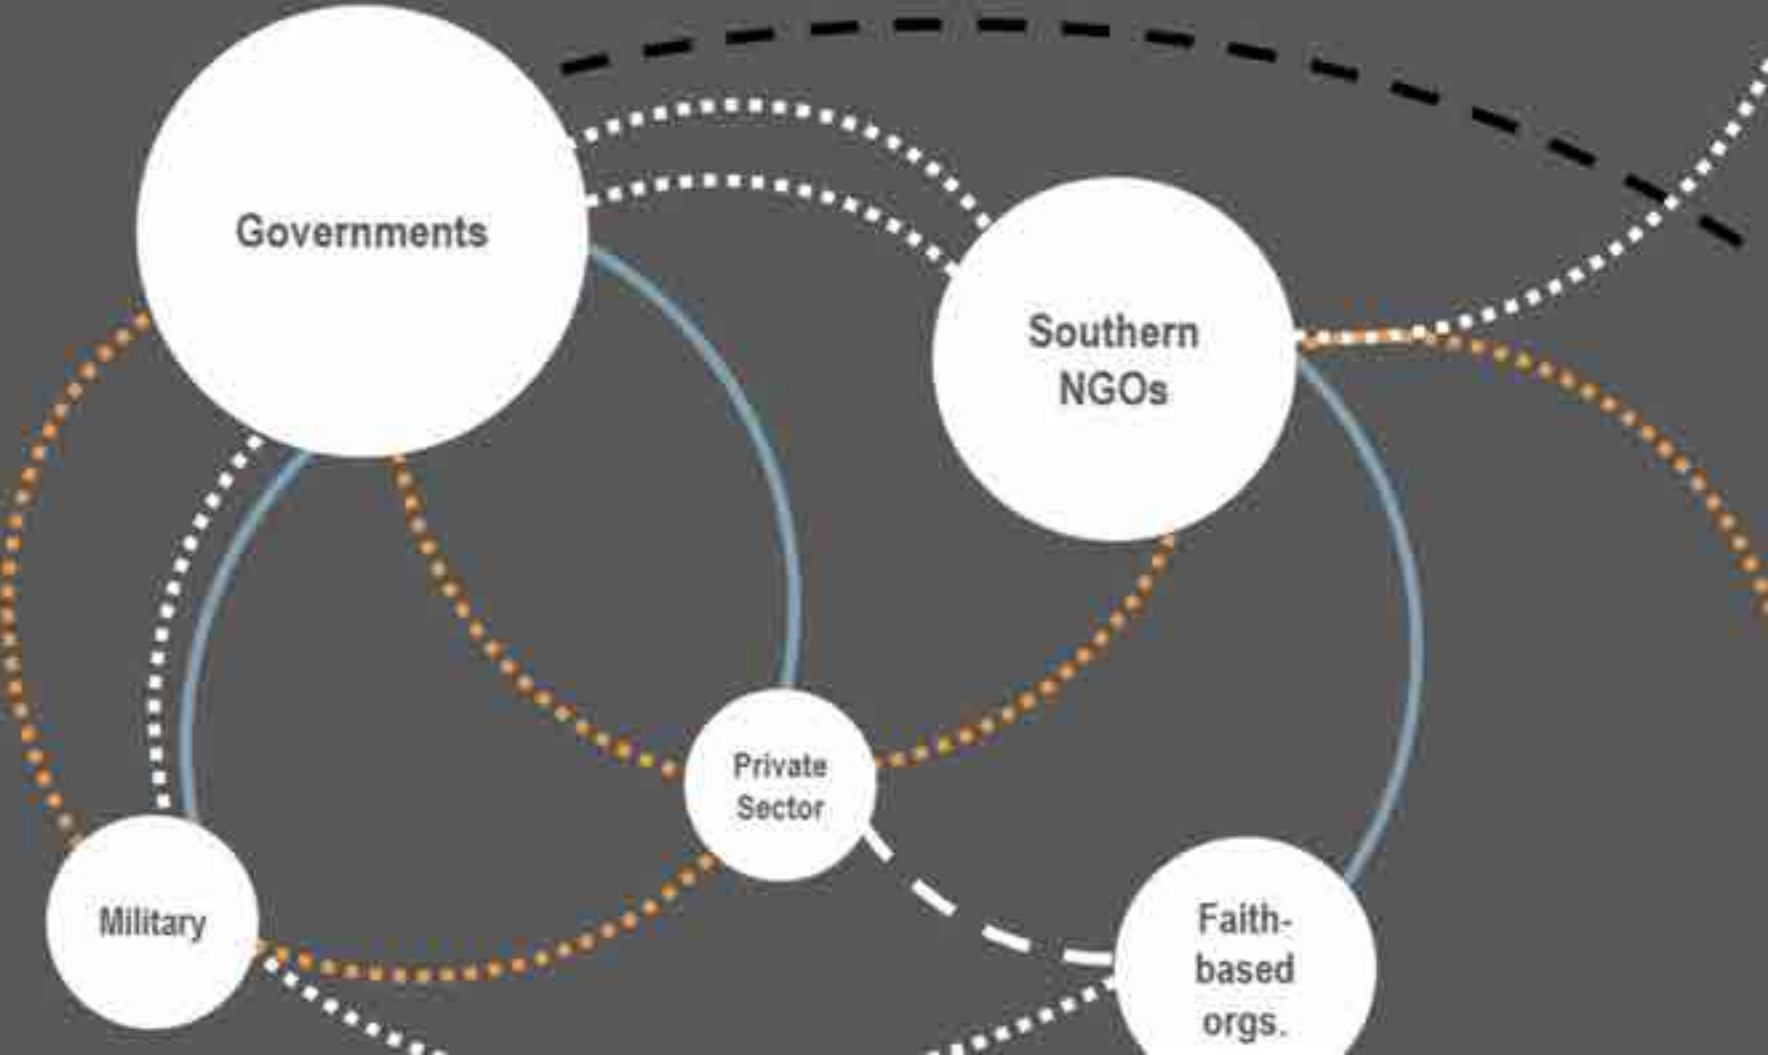 Governments
Southern
NGOs
Private
Sector
Military
Faith-
based
orgs.